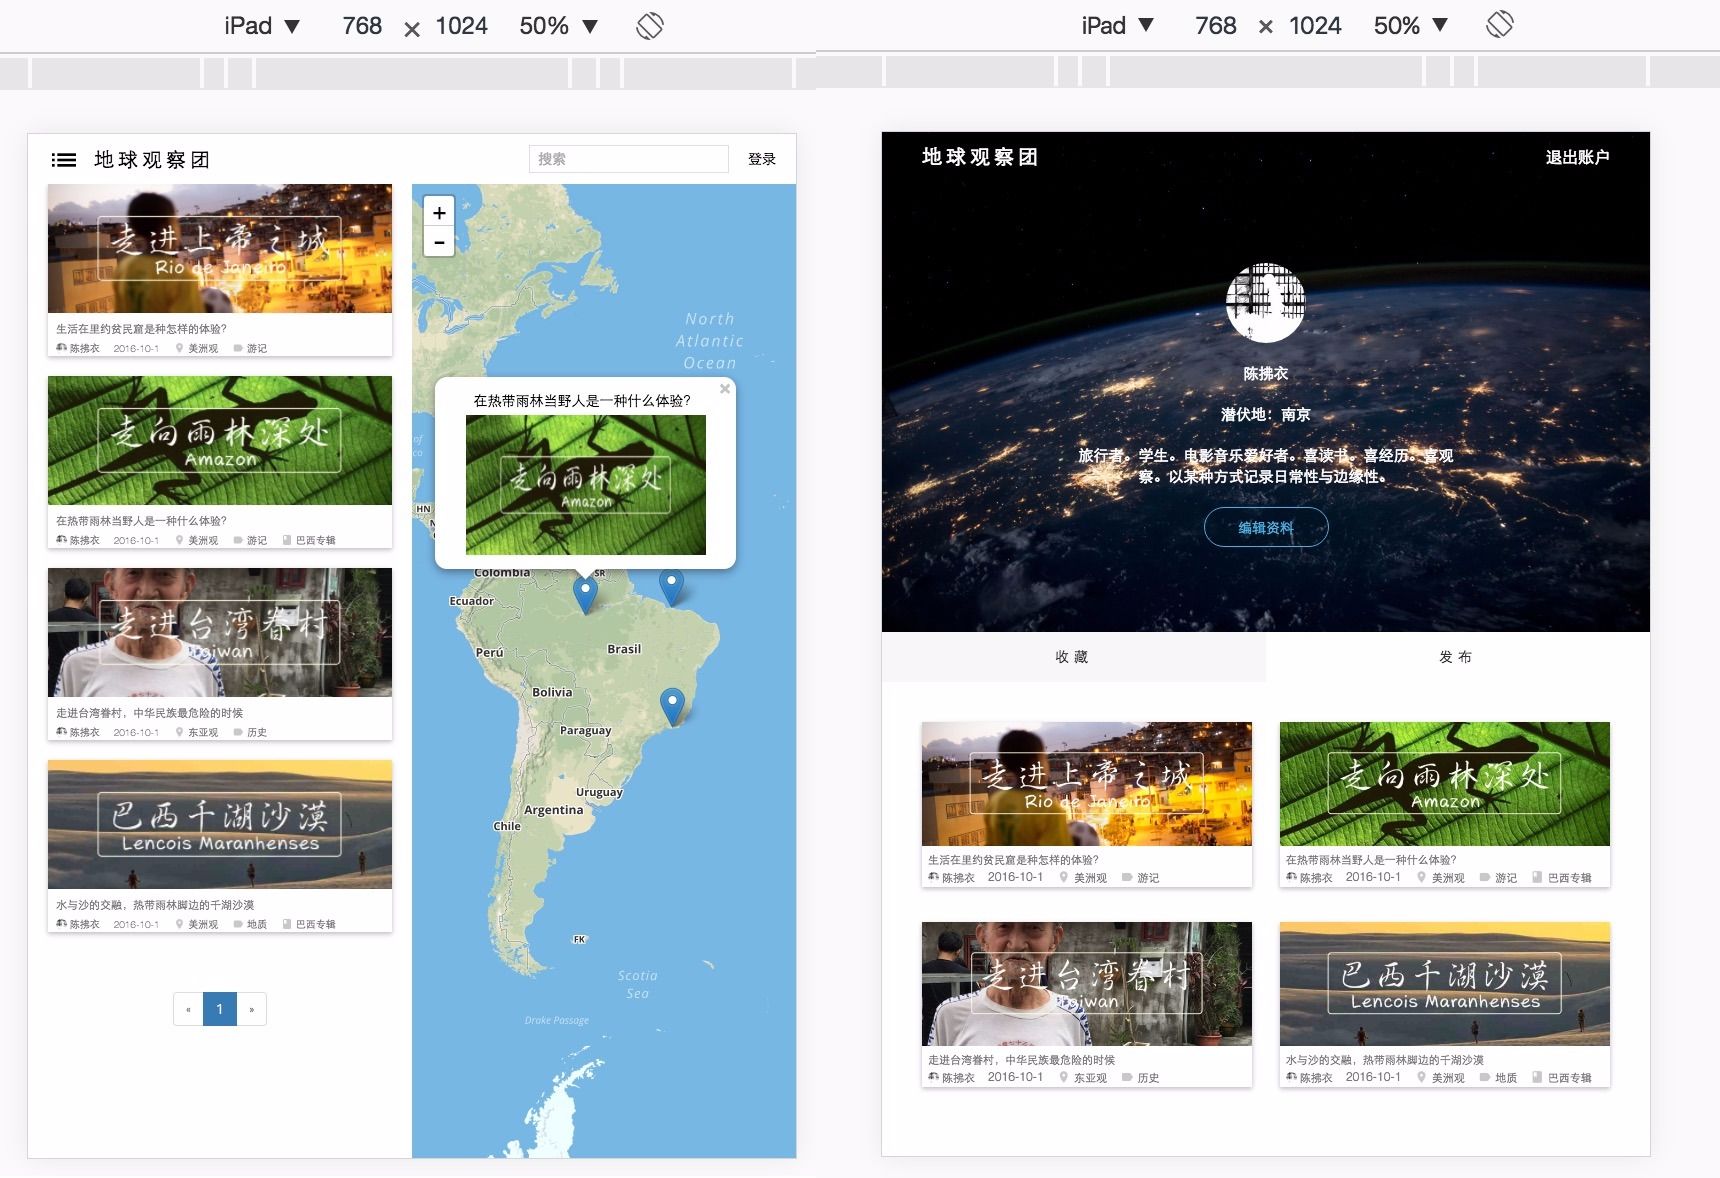 iPad ▼ 768 × 1024 50% ▼
地球观察团
搜索
登录
走进上帝之城
Rio de Janeiro
生活在里约贫民窟是种怎样的体验？
陈拂衣 2016-10-1 美洲观 游记
走向雨林深处
Amazon
在热带雨林当野人是一种什么体验？
陈拂衣 2016-10-1 美洲观 游记 巴西专辑
走进台湾眷村
Taiwan
走进台湾眷村，中华民族最危险的时候
陈拂衣 2016-10-1 东亚观 历史
巴西千湖沙漠
Lencois Maranhenses
水与沙的交融，热带雨林脚边的千湖沙漠
陈拂衣 2016-10-1 美洲观 地质 巴西专辑
« 1 »
+
-
North
Atlantic
Ocean
×
在热带雨林当野人是一种什么体验？
走向雨林深处
Amazon
of
co
HN
N
Colombia
SR
Ecuador
Perú
Brasil
Bolivia
Paraguay
Uruguay
Argentina
Chile
FK
Scotia
Sea
Drake Passage
iPad ▼ 768 × 1024 50% ▼
地球观察团
退出账户
陈拂衣
潜伏地：南京
旅行者。学生。电影音乐爱好者。喜读书。喜经历。喜观
察。以某种方式记录日常性与边缘性。
编辑资料
收藏
发布
走进上帝之城
Rio de Janeiro
生活在里约贫民窟是种怎样的体验？
陈拂衣 2016-10-1 美洲观 游记
走向雨林深处
Amazon
在热带雨林当野人是一种什么体验？
陈拂衣 2016-10-1 美洲观 游记 巴西专辑
走进台湾眷村
Taiwan
走进台湾眷村，中华民族最危险的时候
陈拂衣 2016-10-1 东亚观 历史
巴西千湖沙漠
Lencois Maranhenses
水与沙的交融，热带雨林脚边的千湖沙漠
陈拂衣 2016-10-1 美洲观 地质 巴西专辑